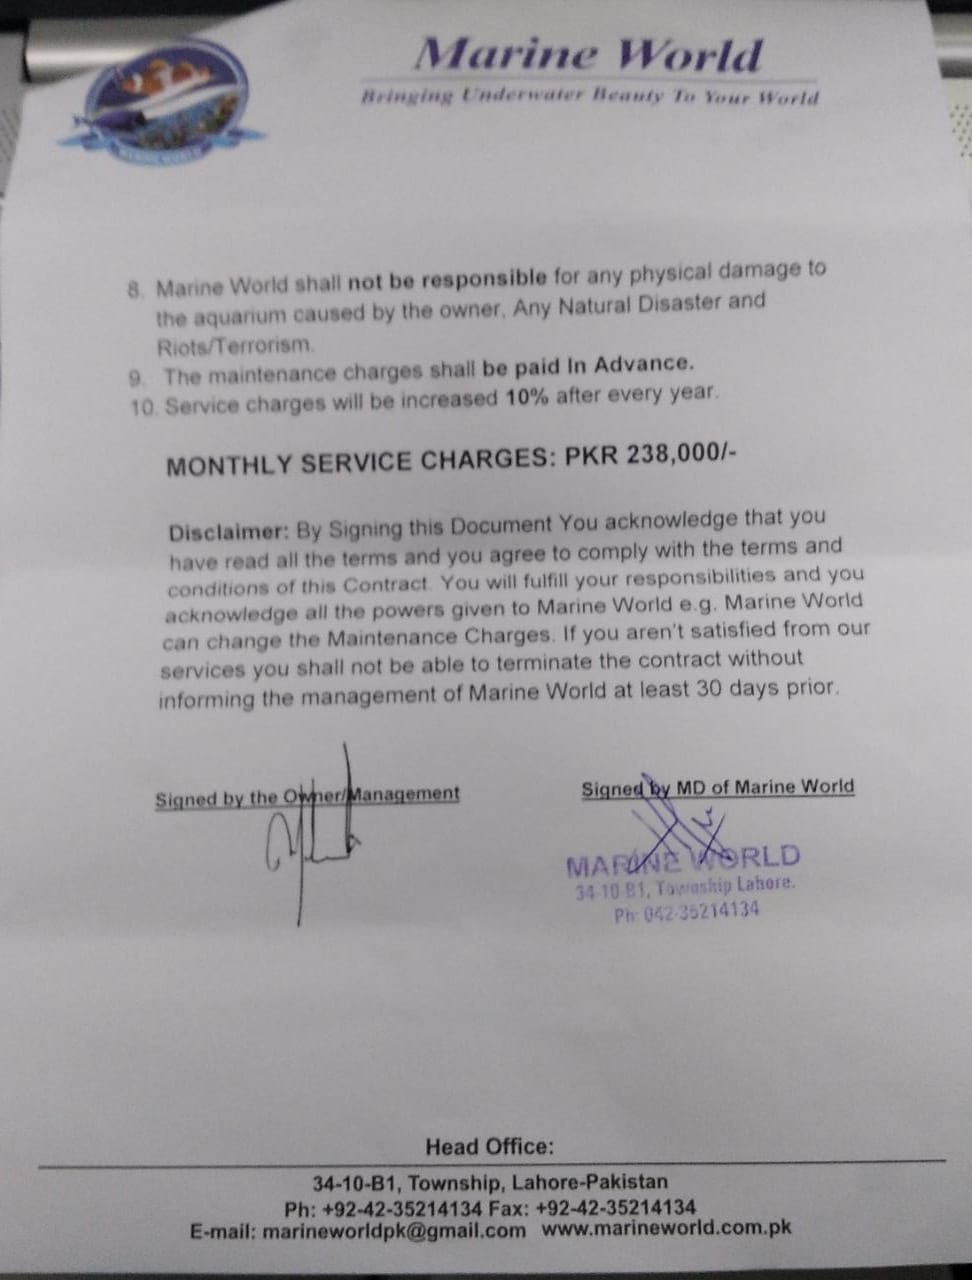 Marine World
Bringing Underwater Beauty To Your World
8. Marine World shall not be responsible for any physical damage to
the aquarium caused by the owner, Any Natural Disaster and
Riots/Terrorism.
9. The maintenance charges shall be paid In Advance.
10. Service charges will be increased 10% after every year.
MONTHLY SERVICE CHARGES: PKR 238,000/-
Disclaimer: By Signing this Document You acknowledge that you
have read all the terms and you agree to comply with the terms and
conditions of this Contract. You will fulfill your responsibilities and you
acknowledge all the powers given to Marine World e.g. Marine World
can change the Maintenance Charges. If you aren't satisfied from our
services you shall not be able to terminate the contract without
informing the management of Marine World at least 30 days prior.
Signed by the Owner/Management
Signed by MD of Marine World
MARINE WORLD
34-10-B1, Township Lahore.
Ph: 042-35214134
Head Office:
34-10-B1, Township, Lahore-Pakistan
Ph: +92-42-35214134 Fax: +92-42-35214134
E-mail: marineworldpk@gmail.com www.marineworld.com.pk